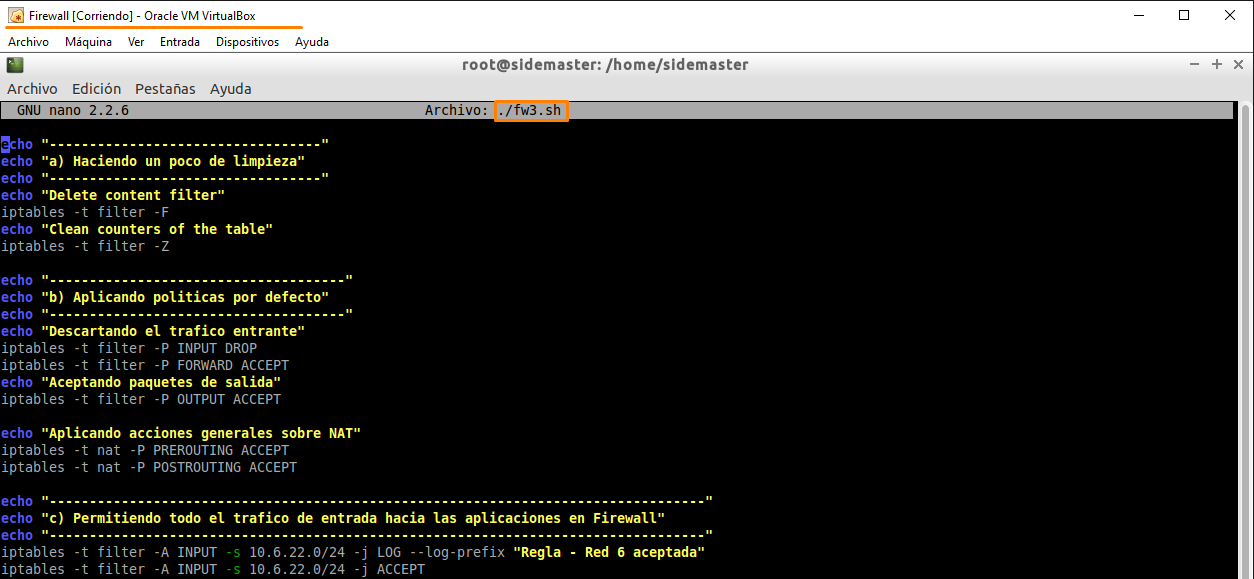 Firewall [Corriendo] - Oracle VM VirtualBox
Archivo Máquina Ver Entrada Dispositivos Ayuda
root@sidemaster: /home/sidemaster
Archivo Edición Pestañas Ayuda
GNU nano 2.2.6 Archivo: ./fw3.sh
echo "----------------------------------"
echo "a) Haciendo un poco de limpieza"
echo "----------------------------------"
echo "Delete content filter"
iptables -t filter -F
echo "Clean counters of the table"
iptables -t filter -Z
echo "-------------------------------------"
echo "b) Aplicando politicas por defecto"
echo "-------------------------------------"
echo "Descartando el trafico entrante"
iptables -t filter -P INPUT DROP
iptables -t filter -P FORWARD ACCEPT
echo "Aceptando paquetes de salida"
iptables -t filter -P OUTPUT ACCEPT
echo "Aplicando acciones generales sobre NAT"
iptables -t nat -P PREROUTING ACCEPT
iptables -t nat -P POSTROUTING ACCEPT
echo "----------------------------------------------------------------------------------"
echo "c) Permitiendo todo el trafico de entrada hacia las aplicaciones en Firewall"
echo "----------------------------------------------------------------------------------"
iptables -t filter -A INPUT -s 10.6.22.0/24 -j LOG --log-prefix "Regla - Red 6 aceptada"
iptables -t filter -A INPUT -s 10.6.22.0/24 -j ACCEPT